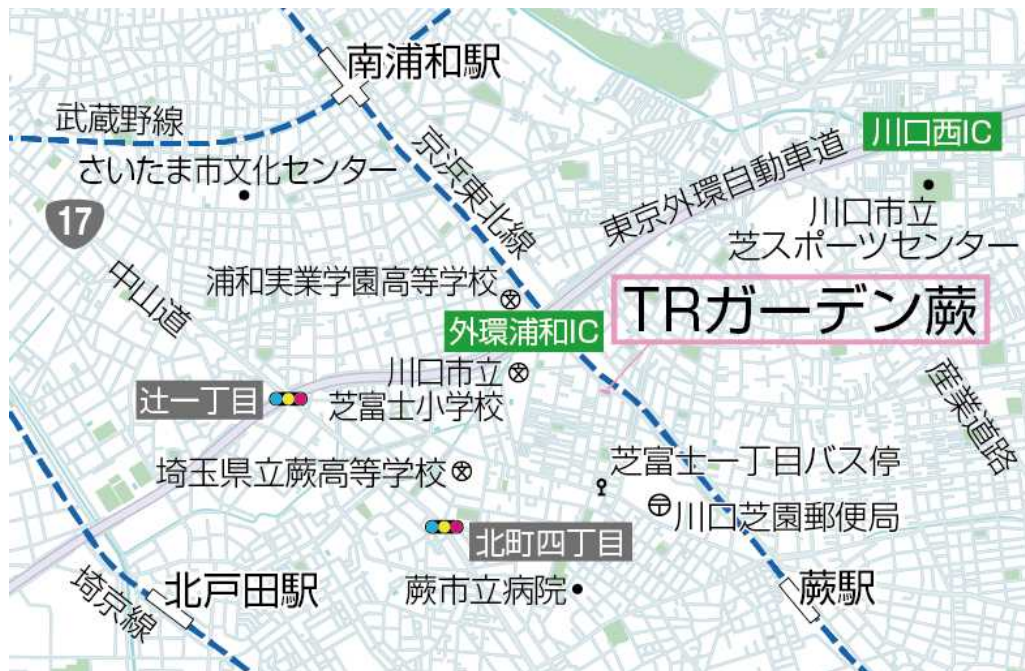 南浦和駅
武蔵野線
川口西IC
京浜東北線
東京外環自動車道
さいたま市文化センター
17
川口市立
芝スポーツセンター
中山道
浦和実業学園高等学校
TRガーデン蕨
外環浦和IC
川口市立
芝富士小学校
辻一丁目
産業道路
芝富士一丁目バス停
埼玉県立蕨高等学校
川口芝園郵便局
北町四丁目
北戸田駅
蕨市立病院
蕨駅
埼京線